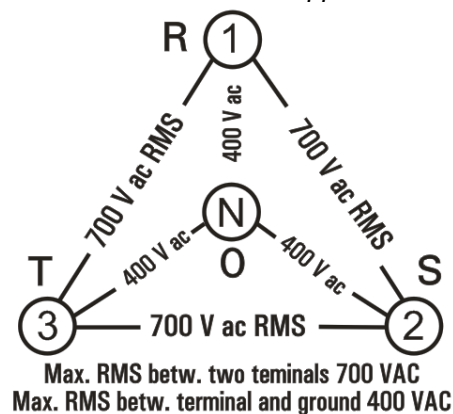 R 1
700 V ac RMS
400 V ac
700 V ac RMS
N
400 V ac
O
400 V ac
T
S
3
700 V ac RMS
2
Max. RMS betw. two teminals 700 VAC
Max. RMS betw. terminal and ground 400 VAC